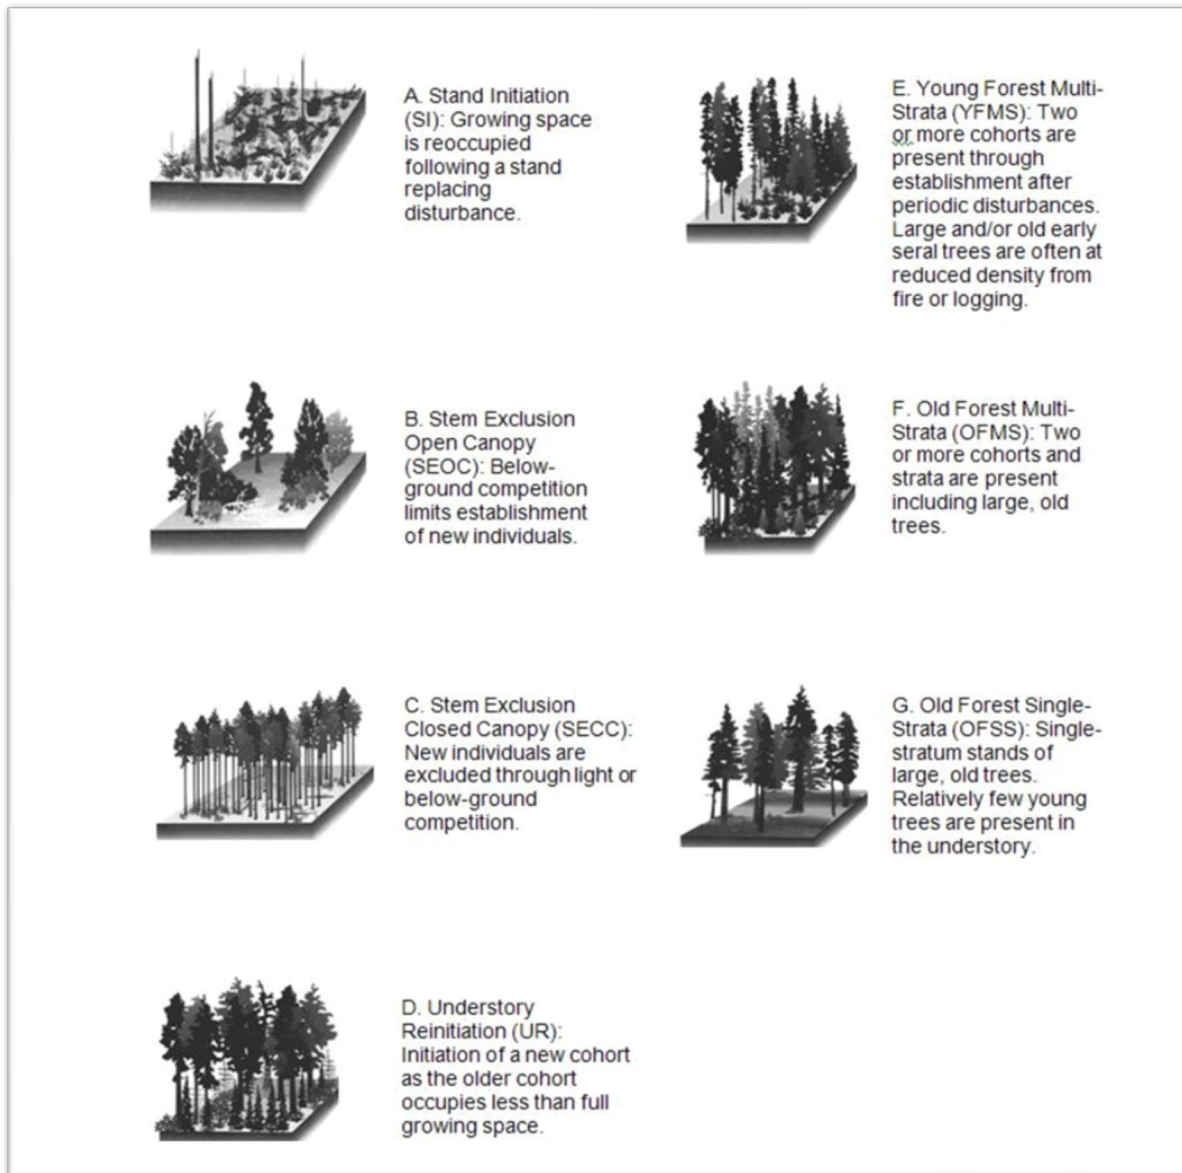 A. Stand Initiation
(SI): Growing space
is reoccupied
following a stand
replacing
disturbance.
B. Stem Exclusion
Open Canopy
(SEOC): Below-
ground competition
limits establishment
of new individuals.
C. Stem Exclusion
Closed Canopy (SECC):
New individuals are
excluded through light or
below-ground
competition.
D. Understory
Reinitiation (UR):
Initiation of a new cohort
as the older cohort
occupies less than full
growing space.
E. Young Forest Multi-
Strata (YFMS): Two
or more cohorts are
present through
establishment after
periodic disturbances.
Large and/or old early
seral trees are often at
reduced density from
fire or logging.
F. Old Forest Multi-
Strata (OFMS): Two
or more cohorts and
strata are present
including large, old
trees.
G. Old Forest Single-
Strata (OFSS): Single-
stratum stands of
large, old trees.
Relatively few young
trees are present in
the understory.